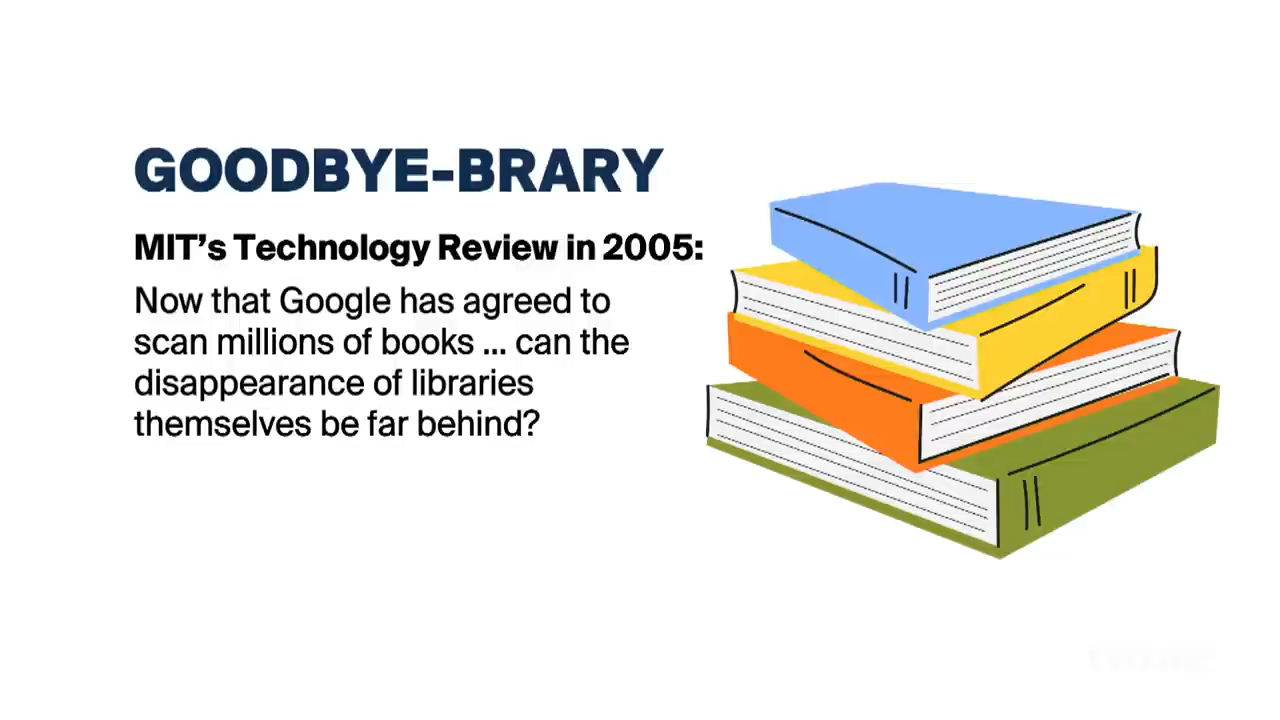 GOODBYE-BRARY
MIT’s Technology Review in 2005:
Now that Google has agreed to
scan millions of books ... can the
disappearance of libraries
themselves be far behind?